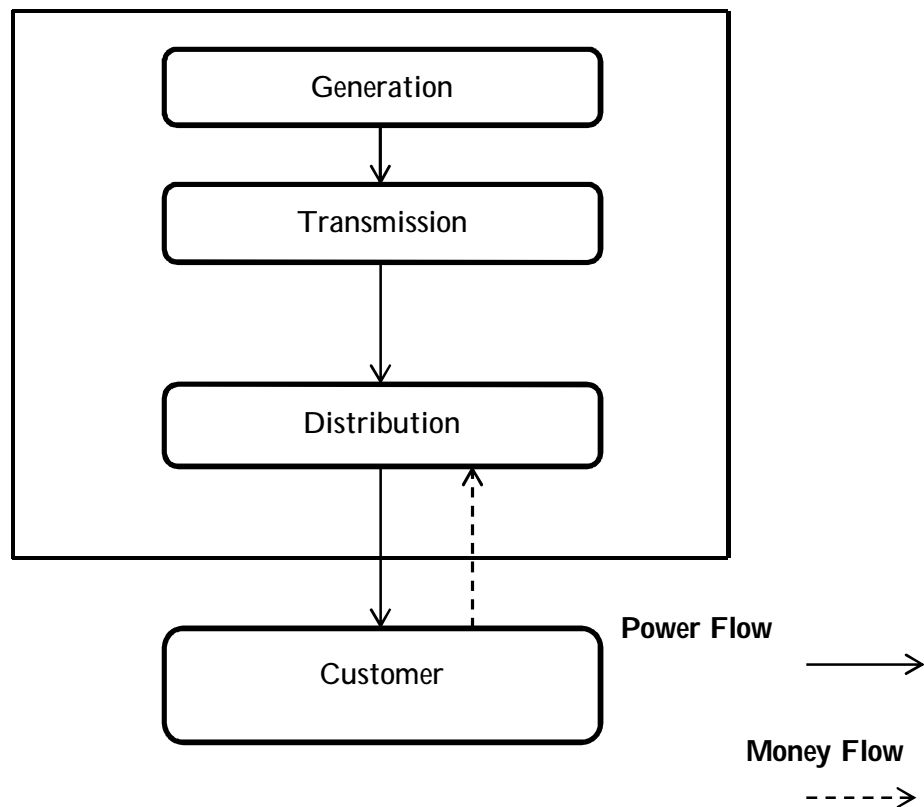 Generation
Transmission
Distribution
Customer
Power Flow
Money Flow